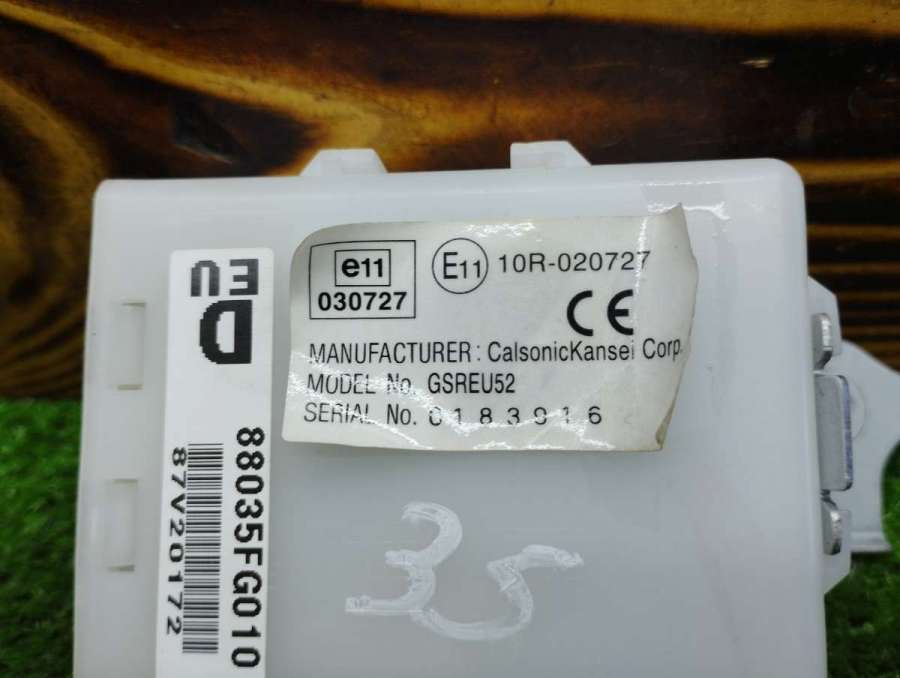 e11
030727
E11 10R-020727
CE
MANUFACTURER: CalsonicKansei Corp.
MODEL No. GSREU52
SERIAL No. 0183916
D
EU
88035FG010
87V20172
35